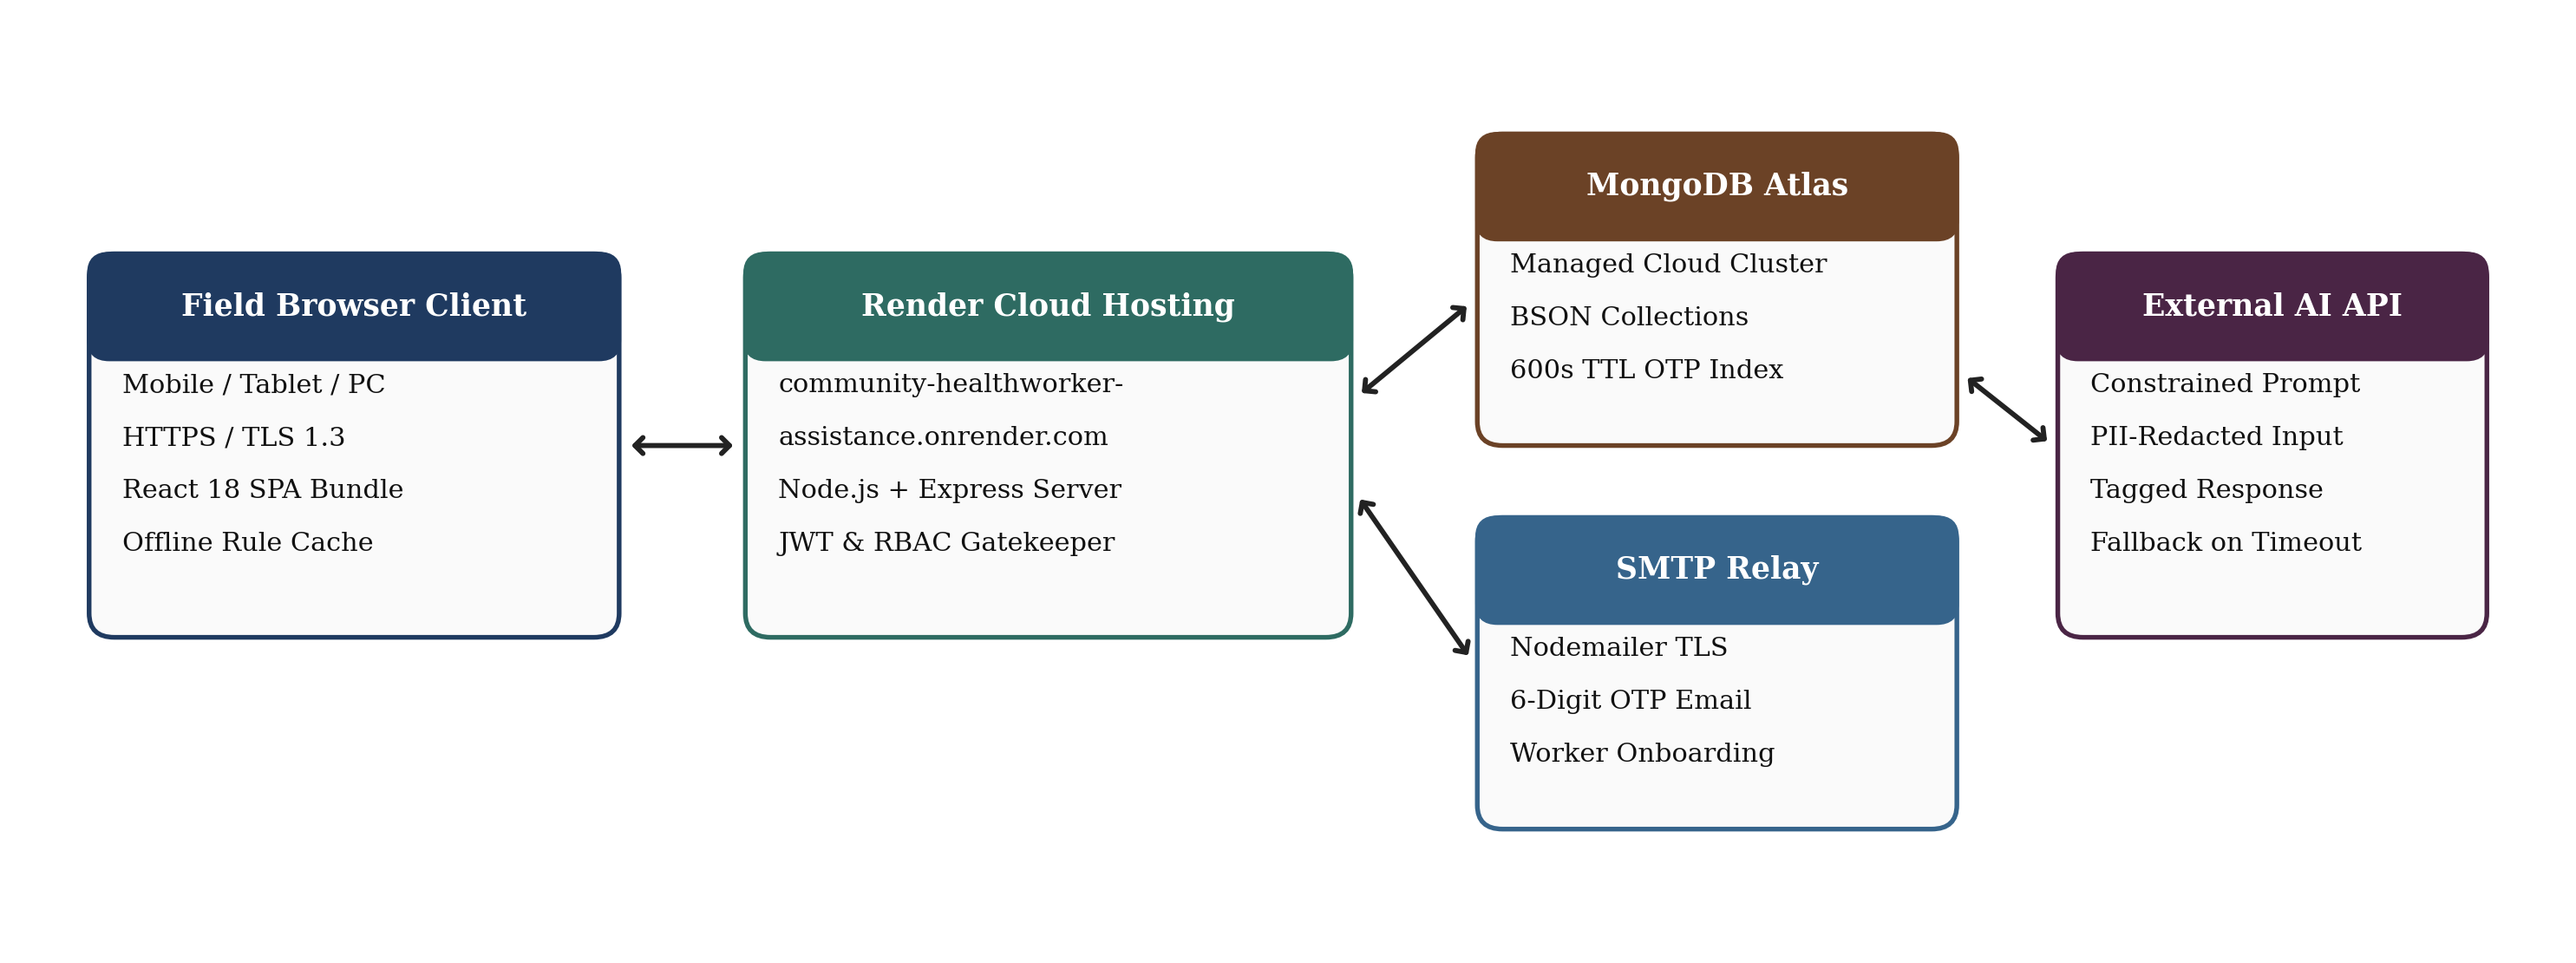 Field Browser Client
Mobile / Tablet / PC
HTTPS / TLS 1.3
React 18 SPA Bundle
Offline Rule Cache
Render Cloud Hosting
community-healthworker-
assistance.onrender.com
Node.js + Express Server
JWT & RBAC Gatekeeper
MongoDB Atlas
Managed Cloud Cluster
BSON Collections
600s TTL OTP Index
SMTP Relay
Nodemailer TLS
6-Digit OTP Email
Worker Onboarding
External AI API
Constrained Prompt
PII-Redacted Input
Tagged Response
Fallback on Timeout